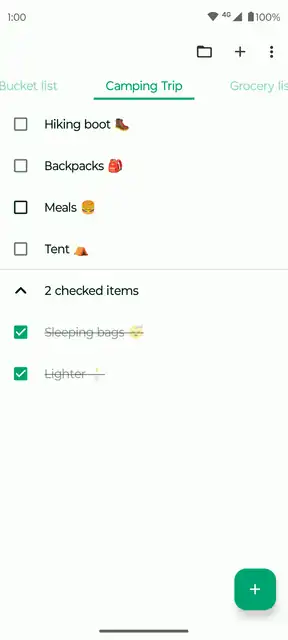 1:00 4G 100%
Bucket list Camping Trip Grocery lis
Hiking boot 🥾
Backpacks 🎒
Meals 🍔
Tent ⛺
2 checked items
Sleeping bags 😴
Lighter 🕯️